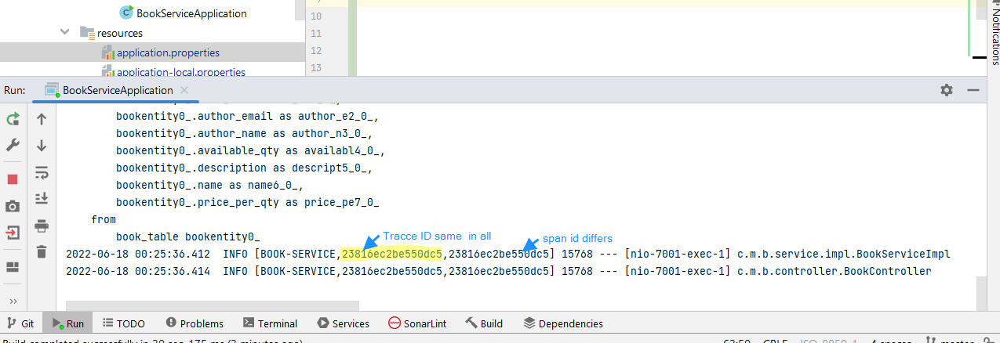 BookServiceApplication
resources
application.properties
application-local.properties
10
11
12
13
Notifications
Run: BookServiceApplication
bookentity0_.author_email as author_e2_0_,
bookentity0_.author_name as author_n3_0_,
bookentity0_.available_qty as availabl4_0_,
bookentity0_.description as descript5_0_,
bookentity0_.name as name6_0_,
bookentity0_.price_per_qty as price_pe7_0_
from
book_table bookentity0_
Tracce ID same in all
span id differs
2022-06-18 00:25:36.412 INFO [BOOK-SERVICE,23816ec2be550dc5,23816ec2be550dc5] 15768 --- [nio-7001-exec-1] c.m.b.service.impl.BookServiceImpl
2022-06-18 00:25:36.414 INFO [BOOK-SERVICE,23816ec2be550dc5,23816ec2be550dc5] 15768 --- [nio-7001-exec-1] c.m.b.controller.BookController
Git Run TODO Problems Terminal Services SonarLint Build Dependencies